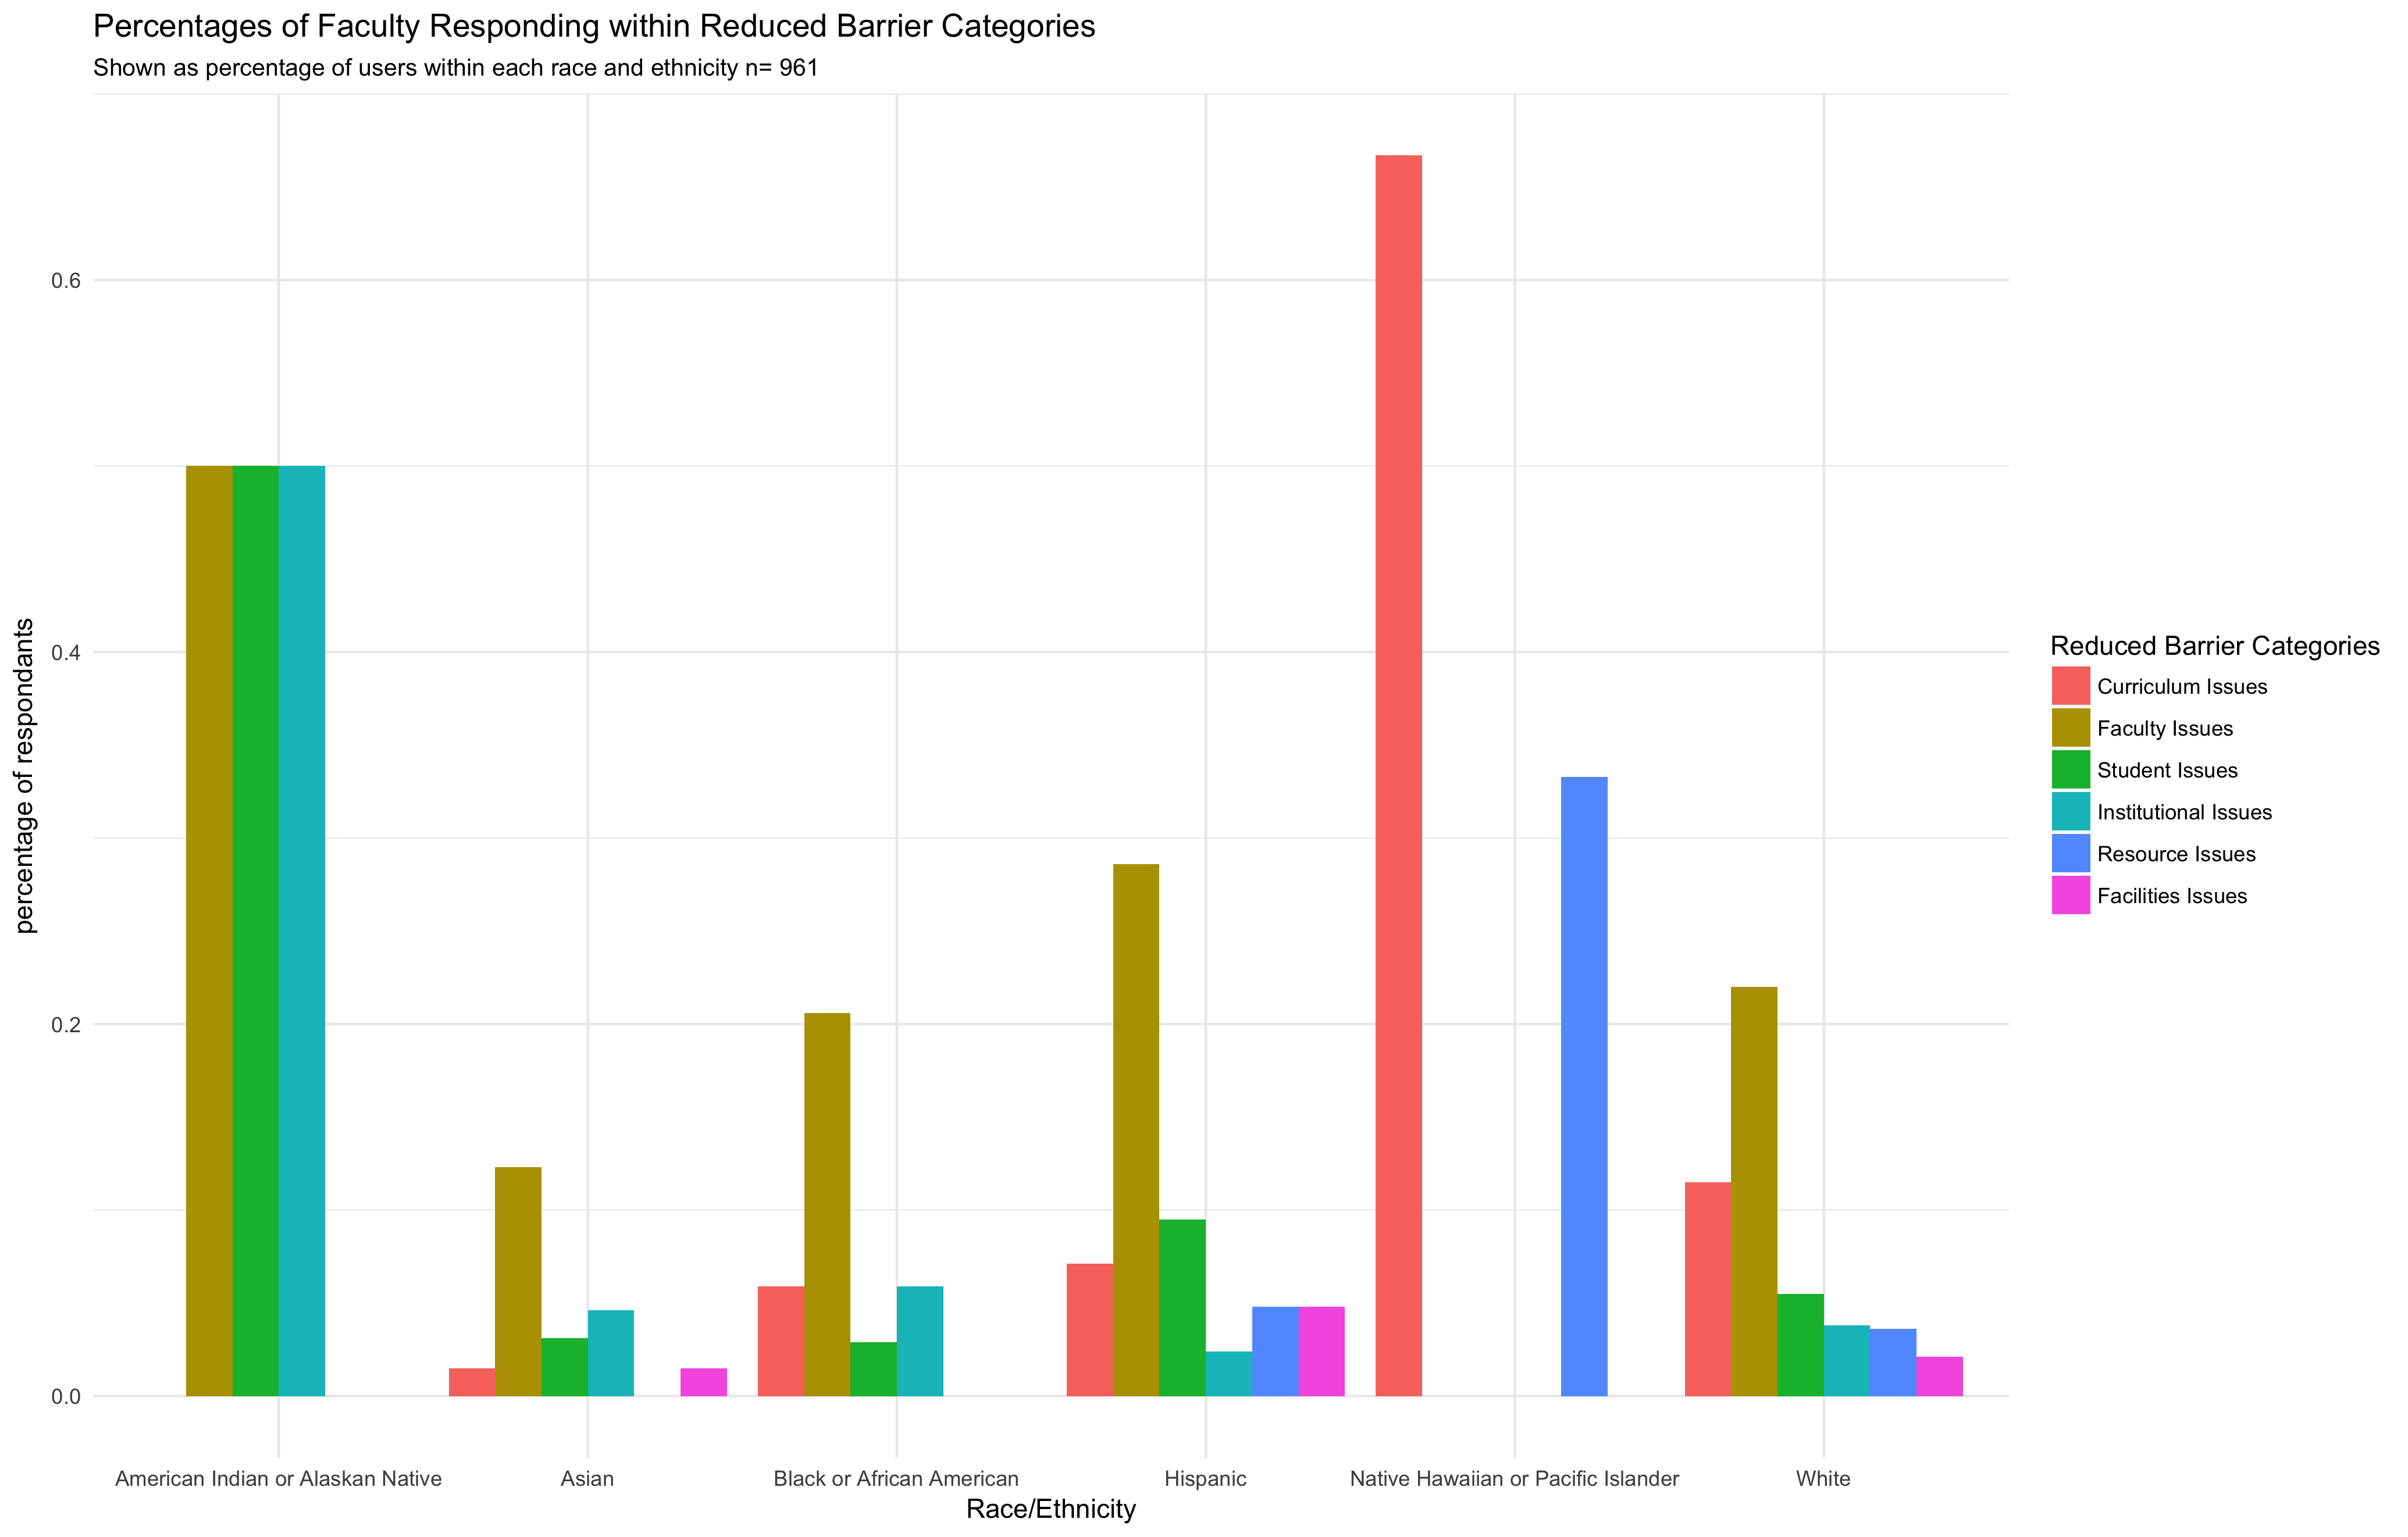 Percentages of Faculty Responding within Reduced Barrier Categories
Shown as percentage of users within each race and ethnicity n= 961
percentage of respondants
0.6
0.4
0.2
0.0
American Indian or Alaskan Native
Asian
Black or African American
Hispanic
Native Hawaiian or Pacific Islander
White
Race/Ethnicity
Reduced Barrier Categories
Curriculum Issues
Faculty Issues
Student Issues
Institutional Issues
Resource Issues
Facilities Issues